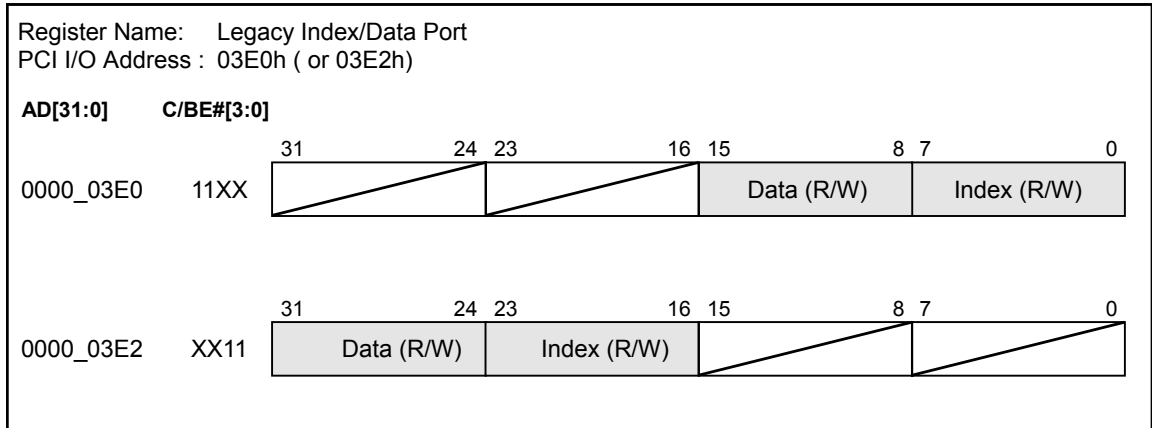 Register Name: Legacy Index/Data Port
PCI I/O Address : 03E0h ( or 03E2h)
AD[31:0] C/BE#[3:0]
31 24 23 16 15 8 7 0
0000_03E0 11XX Data (R/W) Index (R/W)
31 24 23 16 15 8 7 0
0000_03E2 XX11 Data (R/W) Index (R/W)